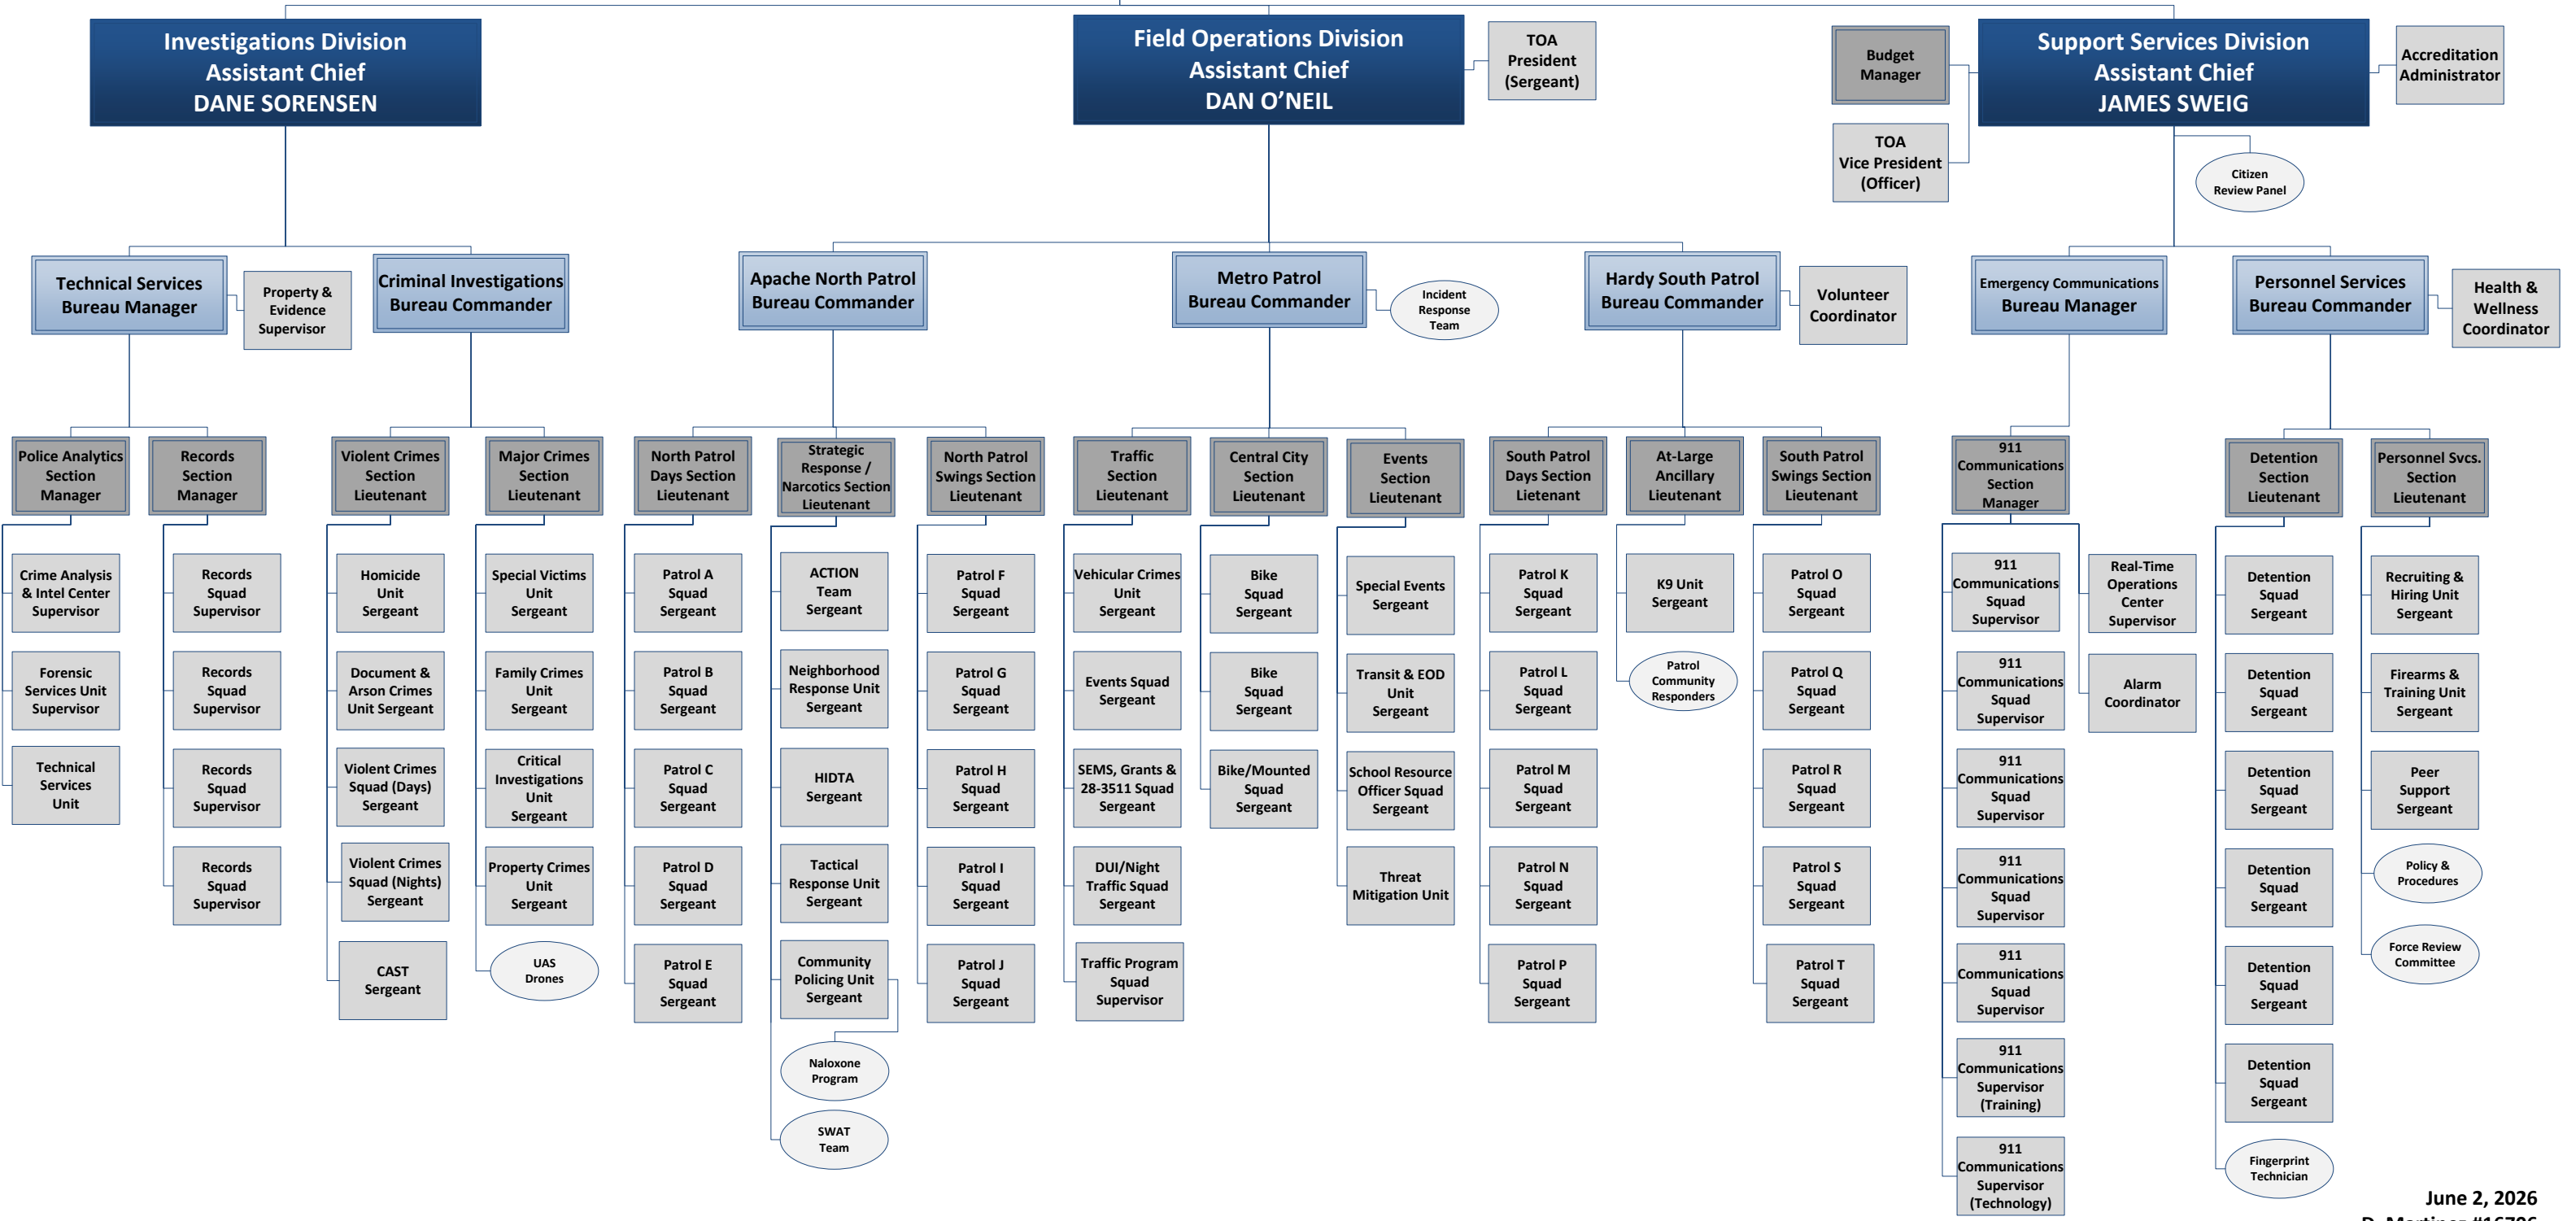 Investigations Division
Assistant Chief
DANE SORENSEN
Field Operations Division
Assistant Chief
DAN O’NEIL
TOA
President
(Sergeant)
Budget
Manager
TOA
Vice President
(Officer)
Support Services Division
Assistant Chief
JAMES SWEIG
Accreditation
Administrator
Citizen
Review Panel
Technical Services
Bureau Manager
Property &
Evidence
Supervisor
Criminal Investigations
Bureau Commander
Apache North Patrol
Bureau Commander
Metro Patrol
Bureau Commander
Incident
Response
Team
Hardy South Patrol
Bureau Commander
Volunteer
Coordinator
Emergency Communications
Bureau Manager
Personnel Services
Bureau Commander
Health &
Wellness
Coordinator
Police Analytics
Section
Manager
Crime Analysis
& Intel Center
Supervisor
Forensic
Services Unit
Supervisor
Technical
Services
Unit
Records
Section
Manager
Records
Squad
Supervisor
Records
Squad
Supervisor
Records
Squad
Supervisor
Records
Squad
Supervisor
Violent Crimes
Section
Lieutenant
Homicide
Unit
Sergeant
Document &
Arson Crimes
Unit Sergeant
Violent Crimes
Squad (Days)
Sergeant
Violent Crimes
Squad (Nights)
Sergeant
CAST
Sergeant
Major Crimes
Section
Lieutenant
Special Victims
Unit
Sergeant
Family Crimes
Unit
Sergeant
Critical
Investigations
Unit
Sergeant
Property Crimes
Unit
Sergeant
UAS
Drones
North Patrol
Days Section
Lieutenant
Patrol A
Squad
Sergeant
Patrol B
Squad
Sergeant
Patrol C
Squad
Sergeant
Patrol D
Squad
Sergeant
Patrol E
Squad
Sergeant
Strategic
Response /
Narcotics Section
Lieutenant
ACTION
Team
Sergeant
Neighborhood
Response Unit
Sergeant
HIDTA
Sergeant
Tactical
Response Unit
Sergeant
Community
Policing Unit
Sergeant
Naloxone
Program
SWAT
Team
North Patrol
Swings Section
Lieutenant
Patrol F
Squad
Sergeant
Patrol G
Squad
Sergeant
Patrol H
Squad
Sergeant
Patrol I
Squad
Sergeant
Patrol J
Squad
Sergeant
Traffic
Section
Lieutenant
Vehicular Crimes
Unit
Sergeant
Events Squad
Sergeant
SEMS, Grants &
28-3511 Squad
Sergeant
DUI/Night
Traffic Squad
Sergeant
Traffic Program
Squad
Supervisor
Central City
Section
Lieutenant
Bike
Squad
Sergeant
Bike
Squad
Sergeant
Bike/Mounted
Squad
Sergeant
Events
Section
Lieutenant
Special Events
Sergeant
Transit & EOD
Unit
Sergeant
School Resource
Officer Squad
Sergeant
Threat
Mitigation Unit
South Patrol
Days Section
Lietenant
Patrol K
Squad
Sergeant
Patrol L
Squad
Sergeant
Patrol M
Squad
Sergeant
Patrol N
Squad
Sergeant
Patrol P
Squad
Sergeant
At-Large
Ancillary
Lieutenant
K9 Unit
Sergeant
Patrol
Community
Responders
South Patrol
Swings Section
Lieutenant
Patrol O
Squad
Sergeant
Patrol Q
Squad
Sergeant
Patrol R
Squad
Sergeant
Patrol S
Squad
Sergeant
Patrol T
Squad
Sergeant
911
Communications
Section
Manager
911
Communications
Squad
Supervisor
911
Communications
Squad
Supervisor
911
Communications
Squad
Supervisor
911
Communications
Squad
Supervisor
911
Communications
Squad
Supervisor
911
Communications
Supervisor
(Training)
911
Communications
Supervisor
(Technology)
Real-Time
Operations
Center
Supervisor
Alarm
Coordinator
Detention
Section
Lieutenant
Detention
Squad
Sergeant
Detention
Squad
Sergeant
Detention
Squad
Sergeant
Detention
Squad
Sergeant
Detention
Squad
Sergeant
Detention
Squad
Sergeant
Fingerprint
Technician
Personnel Svcs.
Section
Lieutenant
Recruiting &
Hiring Unit
Sergeant
Firearms &
Training Unit
Sergeant
Peer
Support
Sergeant
Policy &
Procedures
Force Review
Committee
June 2, 2026